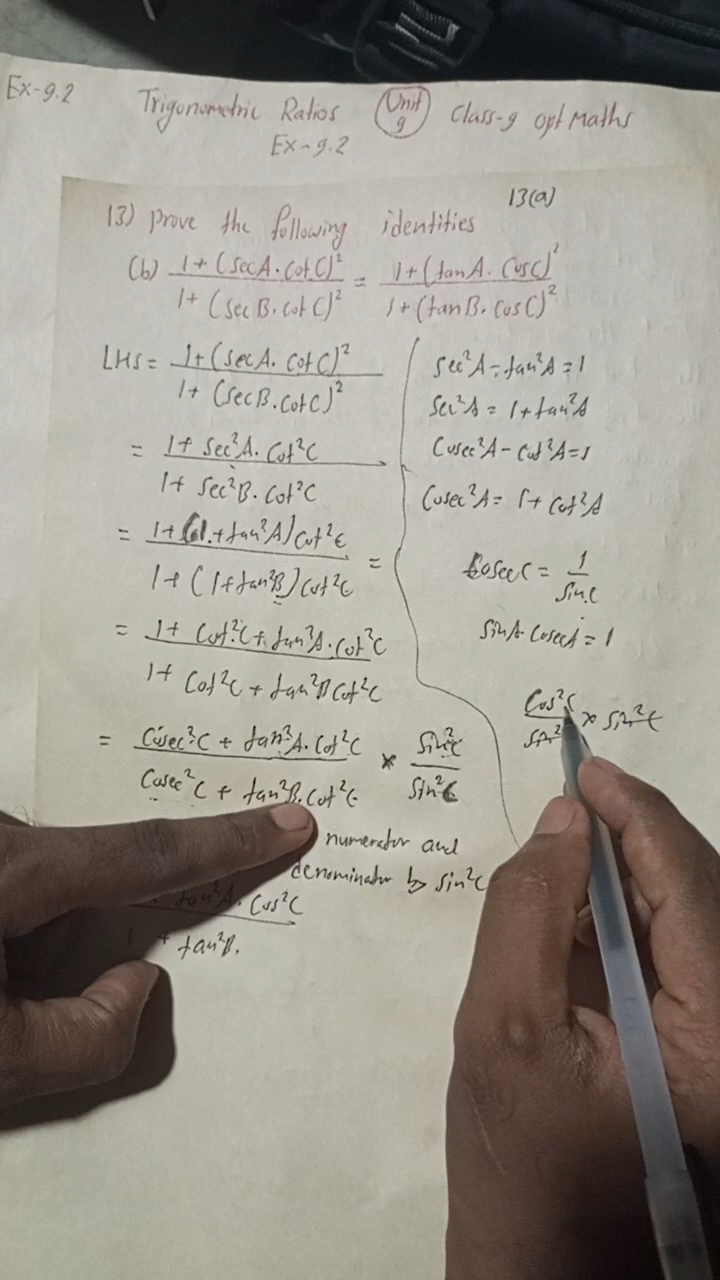 Ex-9.2 Trigonometric Ratios Unit 9 Class-9 opt Maths
Ex-9.2
13(a)
13) prove the following identities
(b) 1+(secA.CotC)²/1+(secB.CotC)² = 1+(tanA.CosC)²/1+(tanB.CosC)²
LHS = 1+(secA.CotC)²/1+(secB.CotC)²
= 1+sec²A.Cot²C/1+sec²B.Cot²C
= 1+(1+tan²A)Cot²C/1+(1+tan²B)Cot²C =
= 1+Cot²C+tan²A.Cot²C/1+Cot²C+tan²BCot²C
= Cosec²C+tan²A.Cot²C/Cosec²C+tan²B.Cot²C × Sin²C/Sin²C
numerator and
denominator by sin²C
tan²A.Cos²C/1+tan²B.
sec²A-tan²A=1
Sec²A=1+tan²A
Cosec²A-Cot²A=1
Cosec²A=1+Cot²A
CosecC=1/SinC
SinA.CosecA=1
Cos²C/Sin² × Sin²C